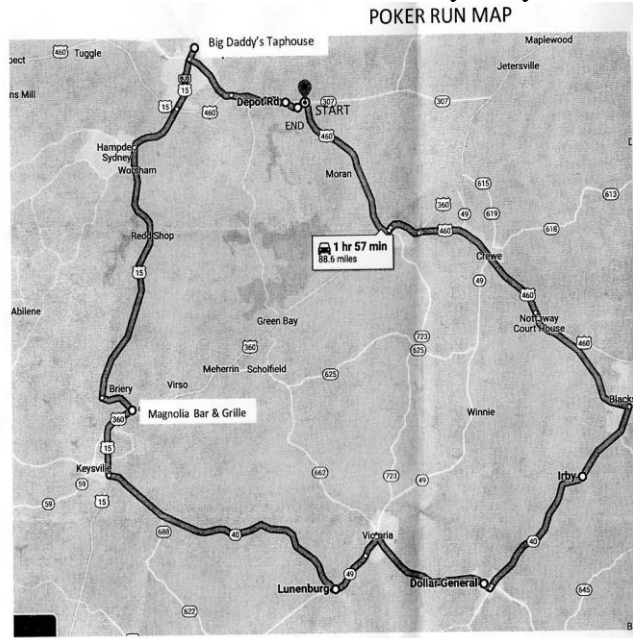 POKER RUN MAP
Maplewood
Big Daddy's Taphouse
460
Tuggle
pect
Jetersville
ns Mill
15
15
460
Depot Rd
START
END
307
307
460
Hampde
Sydney
Worsham
Moran
615
613
360
49
619
618
Redd Shop
1 hr 57 min
88.6 miles
460
Crewe
15
49
460
Abilene
Nottoway
Court House
Green Bay
460
723
625
360
Meherrin
Scholfield
625
Briery
Virso
Blacks
Winnie
360
Magnolia Bar & Grille
15
Keysville
59
59
15
662
723
49
Irby
688
40
Victoria
40
49
Lunenburg
Dollar General
645
622
B